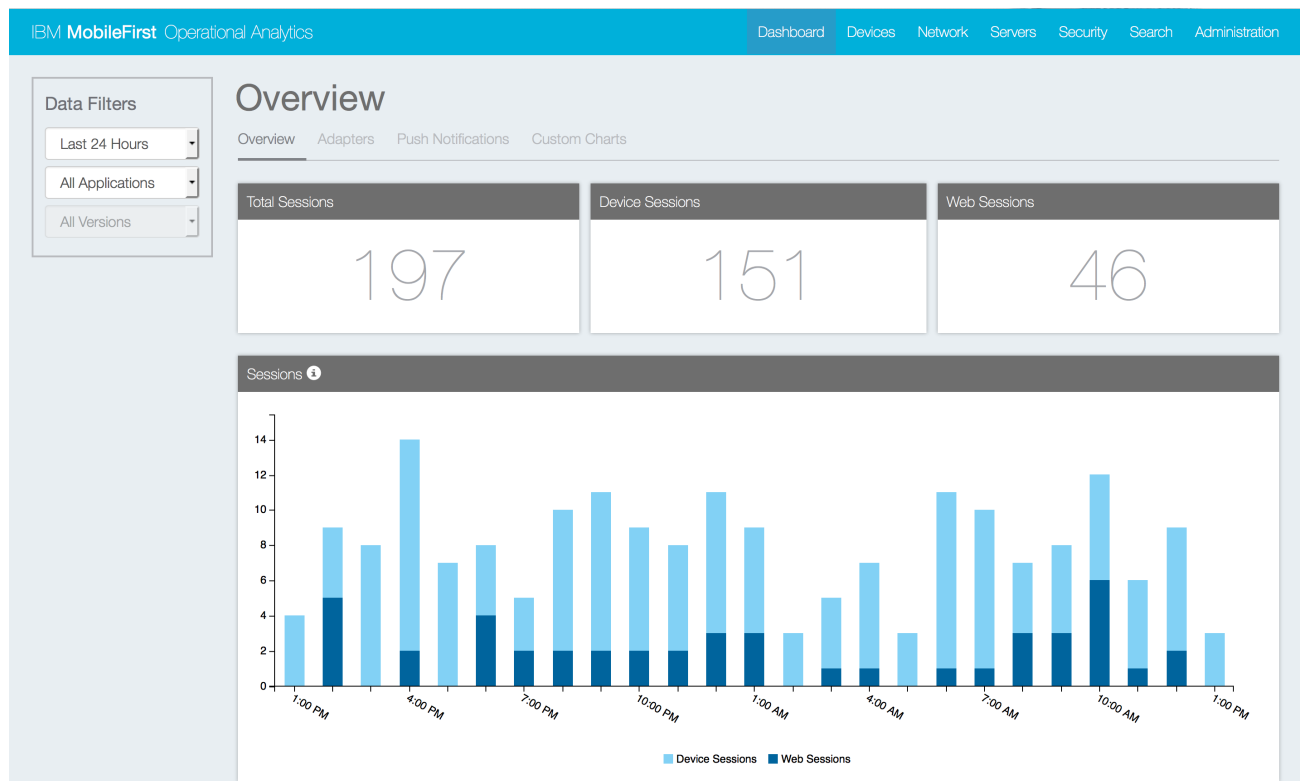 IBM MobileFirst Operational Analytics
Dashboard Devices Network Servers Security Search Administration
Data Filters
Last 24 Hours
All Applications
All Versions
Overview
Overview Adapters Push Notifications Custom Charts
Total Sessions
197
Device Sessions
151
Web Sessions
46
Sessions
14
12
10
8
6
4
2
0
1:00 PM 4:00 PM 7:00 PM 10:00 PM 1:00 AM 4:00 AM 7:00 AM 10:00 AM 1:00 PM
Device Sessions Web Sessions